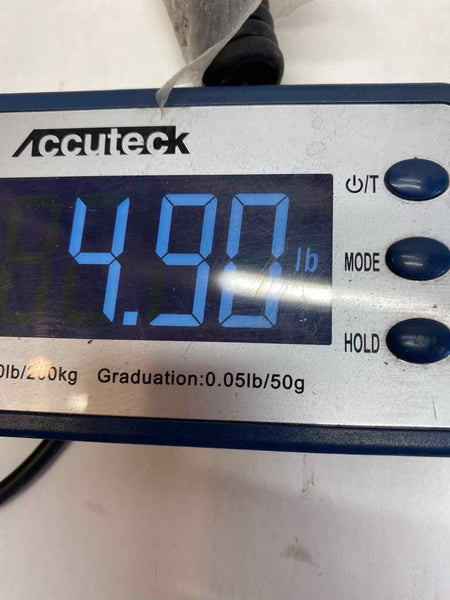 Accuteck
⏻/T
4.90 lb
MODE
HOLD
0lb/200kg Graduation:0.05lb/50g